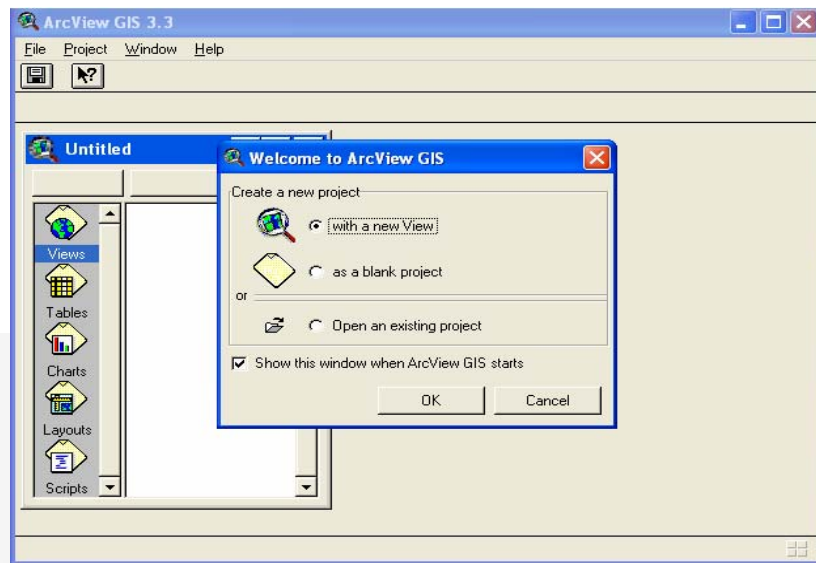 ArcView GIS 3.3
File Project Window Help
Untitled
Views
Tables
Charts
Layouts
Scripts
Welcome to ArcView GIS
Create a new project
with a new View
as a blank project
or
Open an existing project
Show this window when ArcView GIS starts
OK Cancel